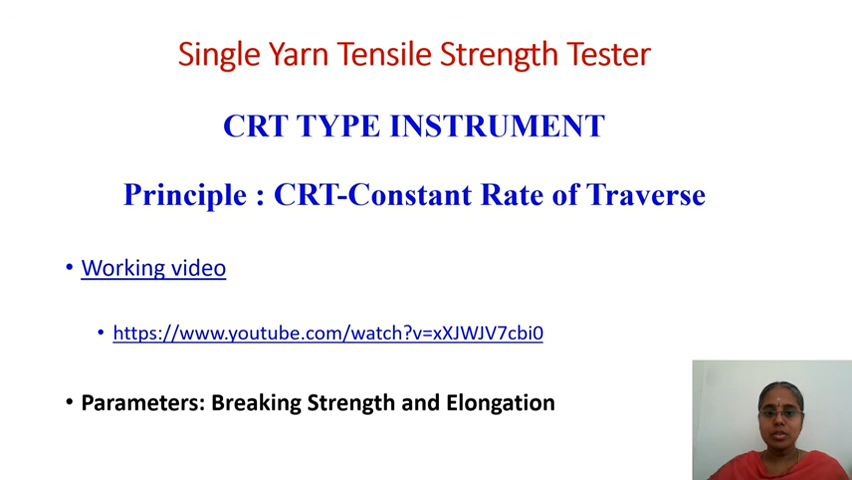 Single Yarn Tensile Strength Tester
CRT TYPE INSTRUMENT
Principle : CRT-Constant Rate of Traverse
• Working video
• https://www.youtube.com/watch?v=xXJWJV7cbi0
• Parameters: Breaking Strength and Elongation